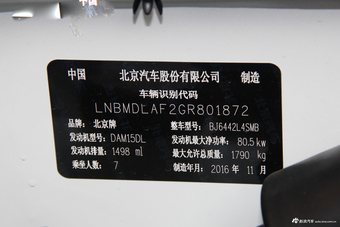 中国 北京汽车股份有限公司 制造
车辆识别代码
LNBMDLAF2GR801872
品牌: 北京牌 整车型号: BJ6442L4SMB
发动机型号: DAM15DL 发动机最大净功率: 80.5 kw
发动机排量: 1498 ml 最大允许总质量: 1790 kg
乘坐人数: 7 制造年月: 2016 年 11 月